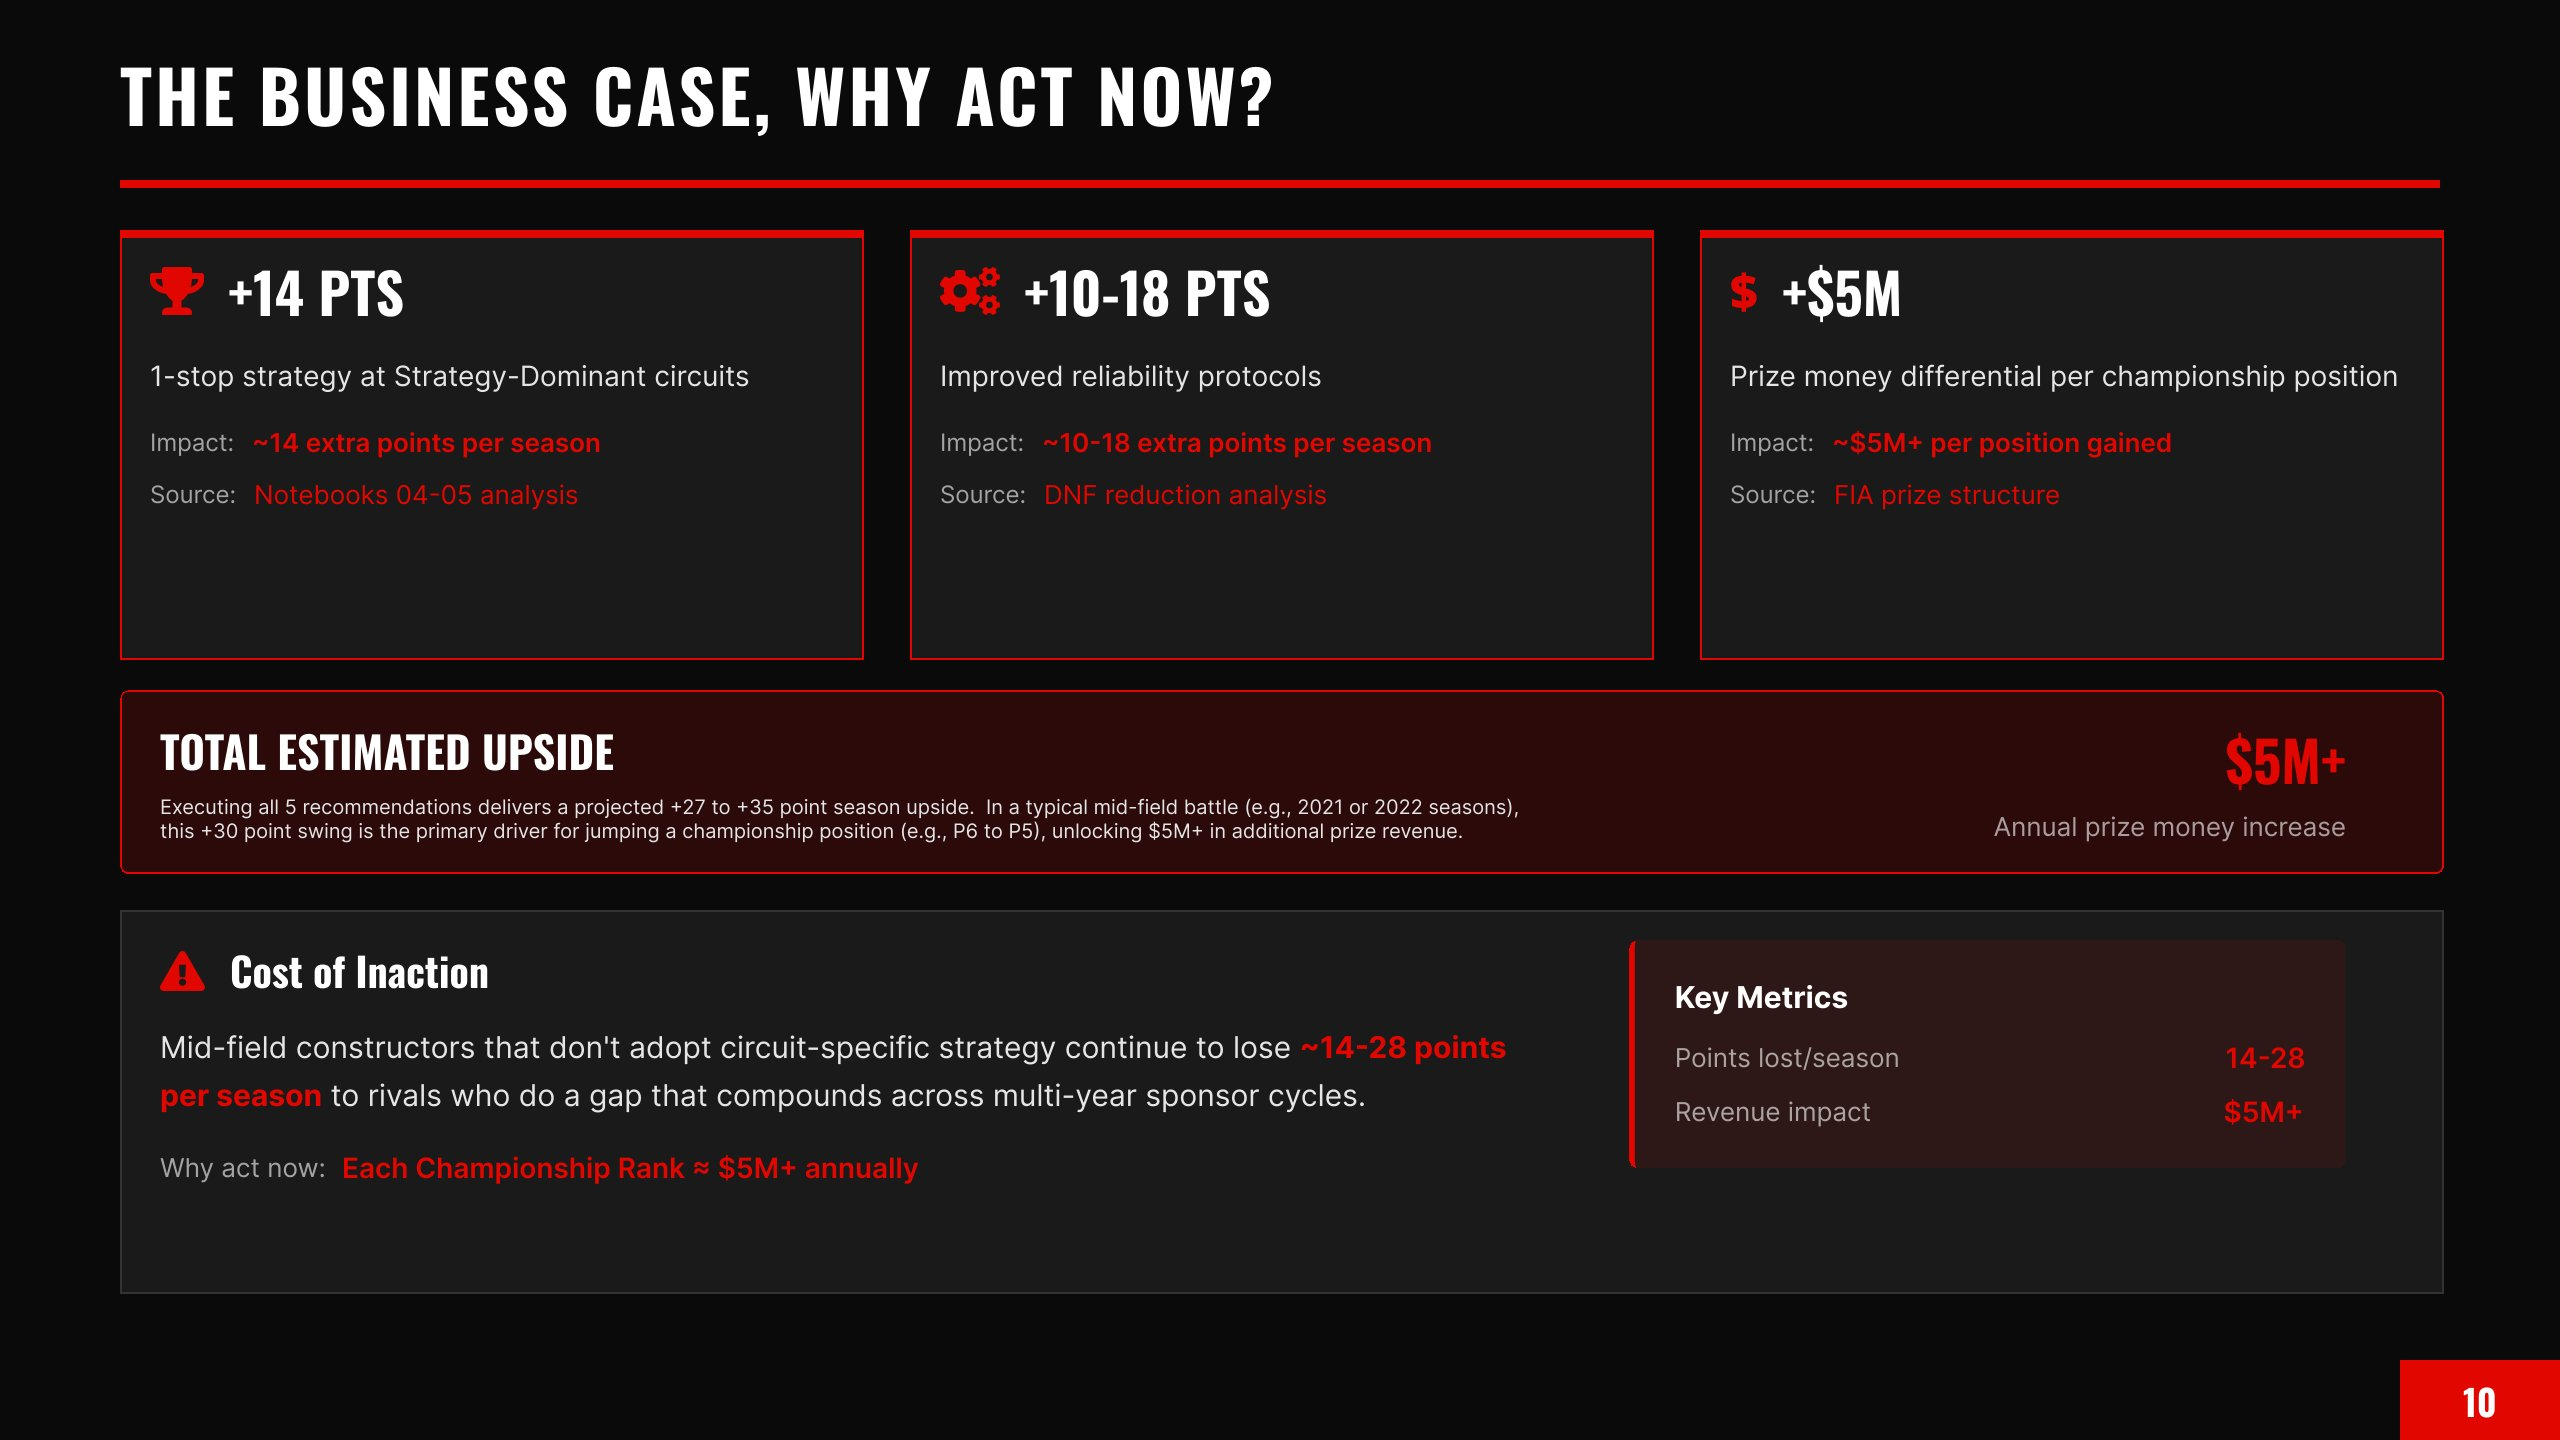 THE BUSINESS CASE, WHY ACT NOW?
+14 PTS
1-stop strategy at Strategy-Dominant circuits
Impact: ~14 extra points per season
Source: Notebooks 04-05 analysis
+10-18 PTS
Improved reliability protocols
Impact: ~10-18 extra points per season
Source: DNF reduction analysis
$ +$5M
Prize money differential per championship position
Impact: ~$5M+ per position gained
Source: FIA prize structure
TOTAL ESTIMATED UPSIDE
Executing all 5 recommendations delivers a projected +27 to +35 point season upside. In a typical mid-field battle (e.g., 2021 or 2022 seasons),
this +30 point swing is the primary driver for jumping a championship position (e.g., P6 to P5), unlocking $5M+ in additional prize revenue.
$5M+
Annual prize money increase
Cost of Inaction
Mid-field constructors that don't adopt circuit-specific strategy continue to lose ~14-28 points
per season to rivals who do a gap that compounds across multi-year sponsor cycles.
Why act now: Each Championship Rank ≈ $5M+ annually
Key Metrics
Points lost/season 14-28
Revenue impact $5M+
10